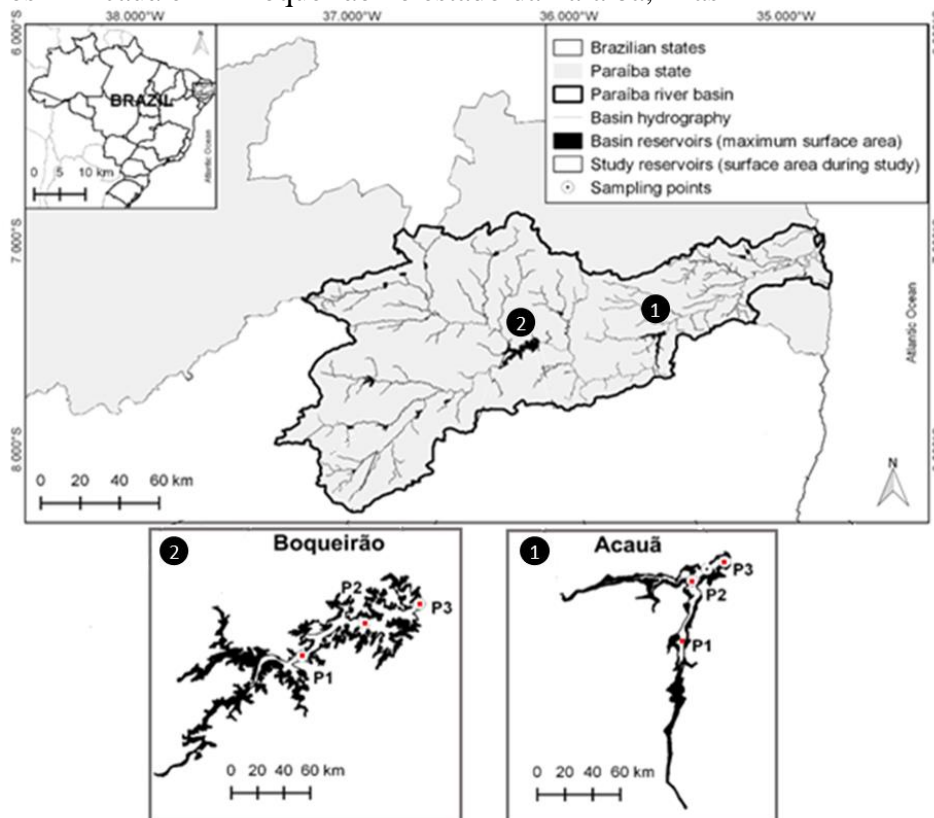 38 000°W 37 000°W 36 000°W 35 000°W
6 000°S
7 000°S
8 000°S
BRAZIL
Atlantic Ocean
0 5 10 km
Brazilian states
Paraíba state
Paraíba river basin
Basin hydrography
Basin reservoirs (maximum surface area)
Study reservoirs (surface area during study)
Sampling points
2
1
Atlantic Ocean
0 20 40 60 km
N
2
Boqueirão
P2
P3
P1
0 20 40 60 km
1
Acauã
P3
P2
P1
0 20 40 60 km